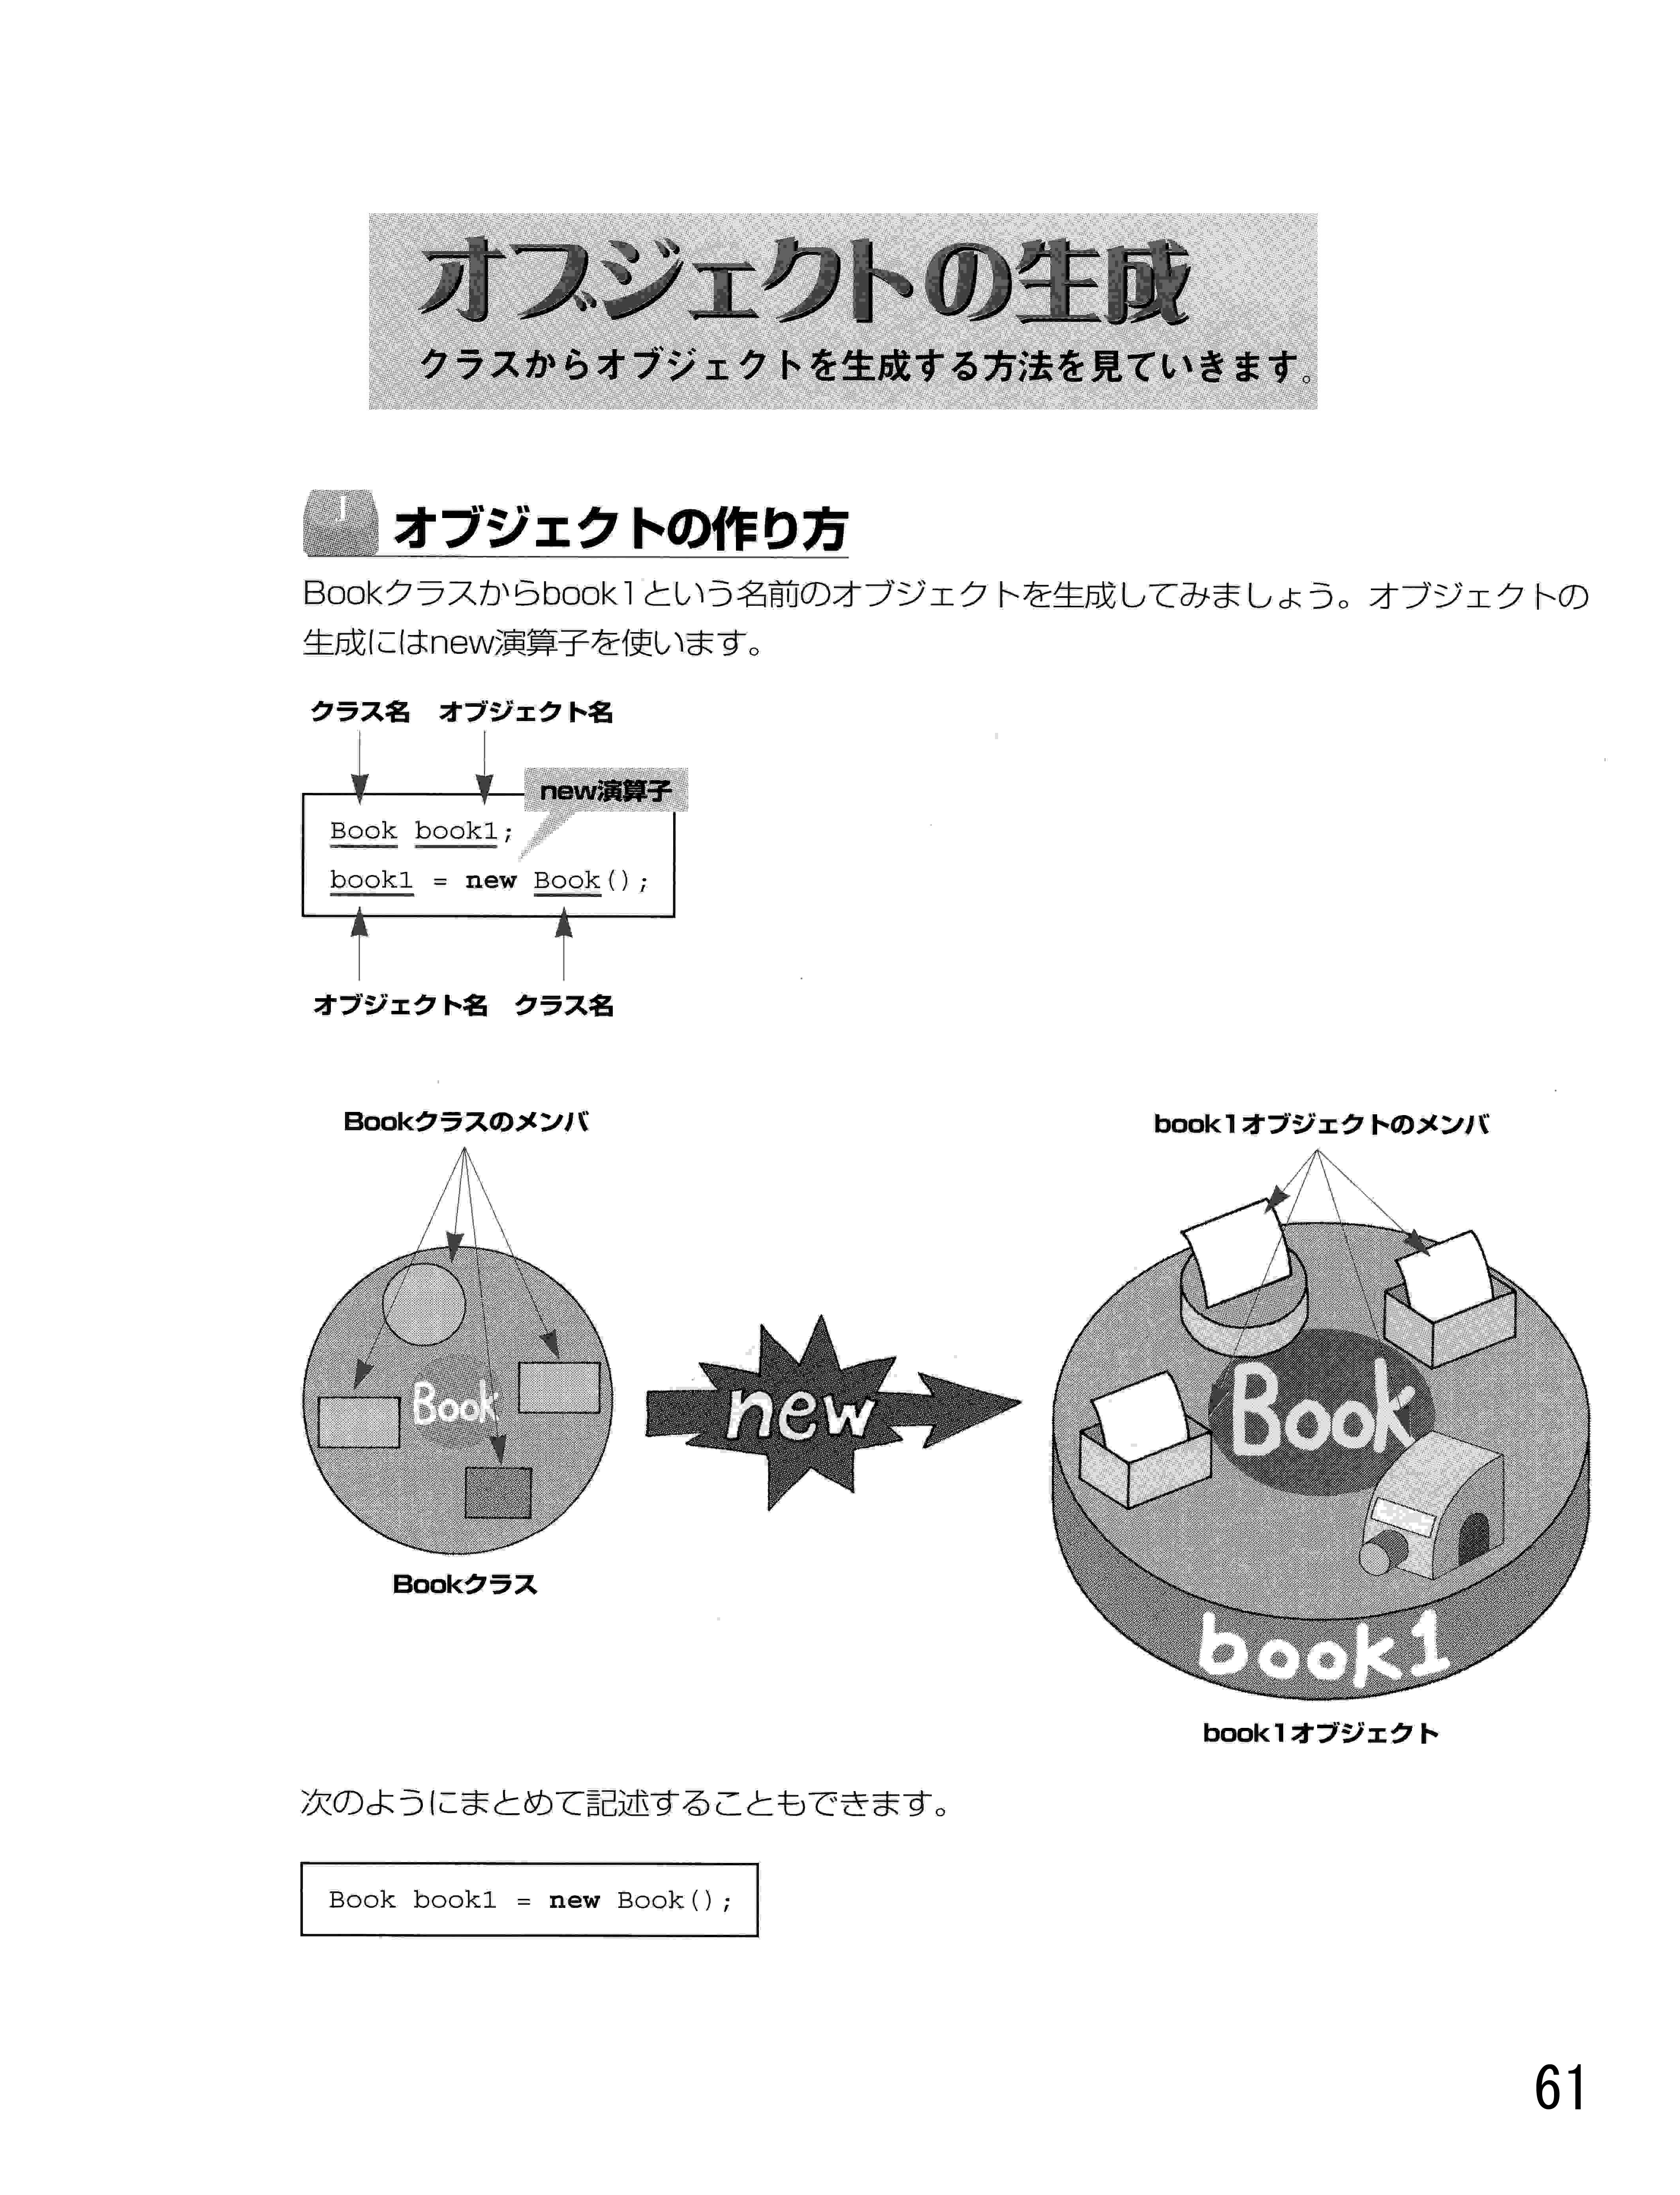 オブジェクトの生成
クラスからオブジェクトを生成する方法を見ていきます。
J
オブジェクトの作り方
Bookクラスからbook1という名前のオブジェクトを生成してみましょう。オブジェクトの
生成にはnew演算子を使います。
クラス名 オブジェクト名
new演算子
Book book1;
book1 = new Book();
オブジェクト名 クラス名
Bookクラスのメンバ
book1オブジェクトのメンバ
Book
new
Book
book1
Bookクラス
book1オブジェクト
次のようにまとめて記述することもできます。
Book book1 = new Book();
61